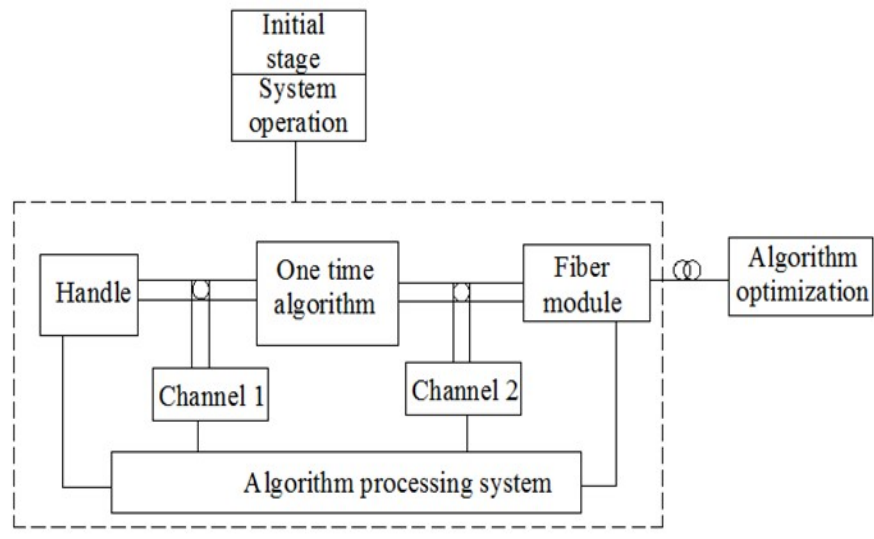 Initial
stage
System
operation
Handle
One time
algorithm
Fiber
module
Algorithm
optimization
Channel 1
Channel 2
Algorithm processing system